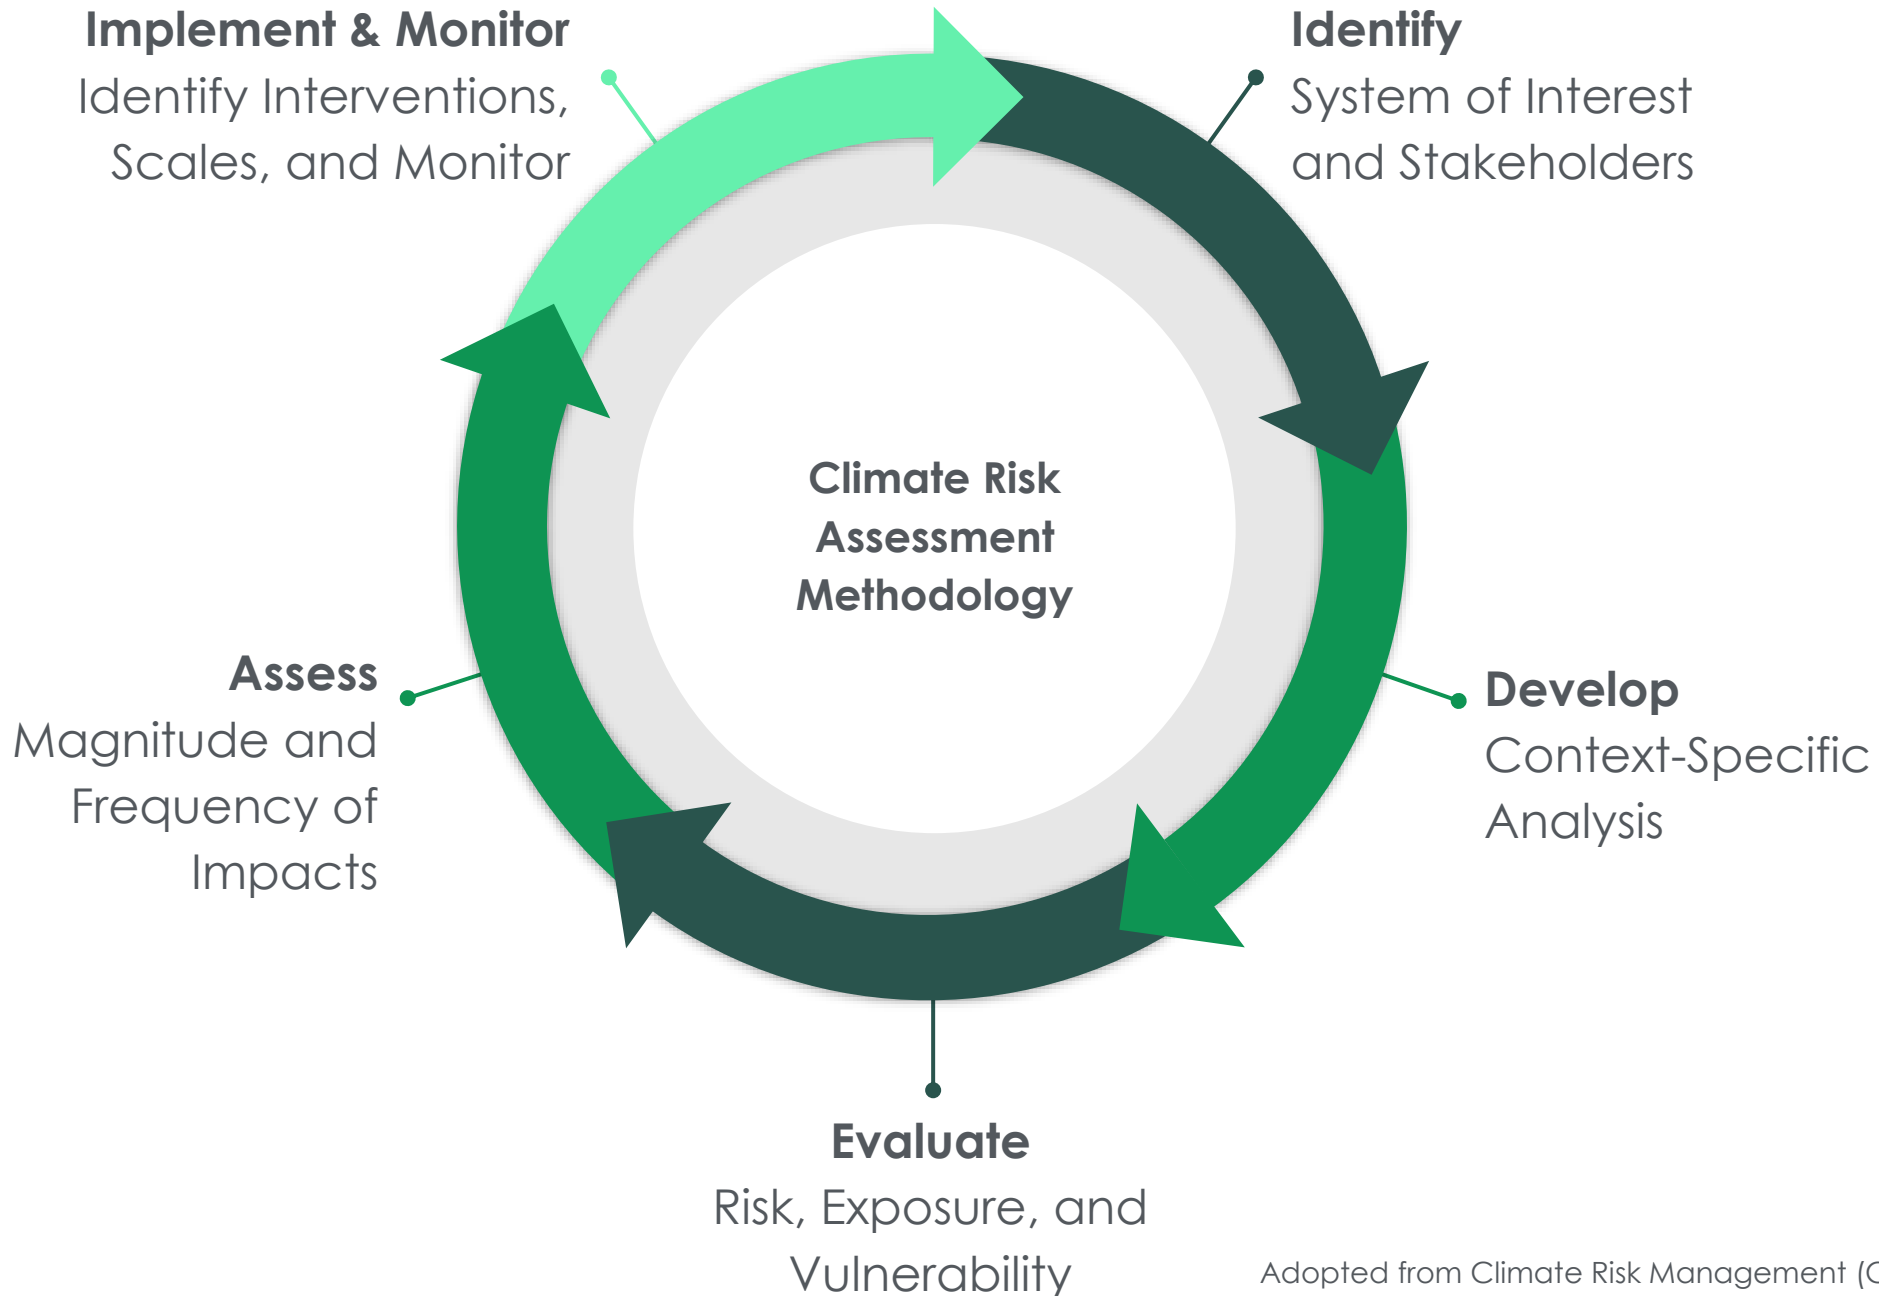 Implement & Monitor
Identify Interventions,
Scales, and Monitor
Identify
System of Interest
and Stakeholders
Climate Risk
Assessment
Methodology
Assess
Magnitude and
Frequency of
Impacts
Develop
Context-Specific
Analysis
Evaluate
Risk, Exposure, and
Vulnerability
Adopted from Climate Risk Management (